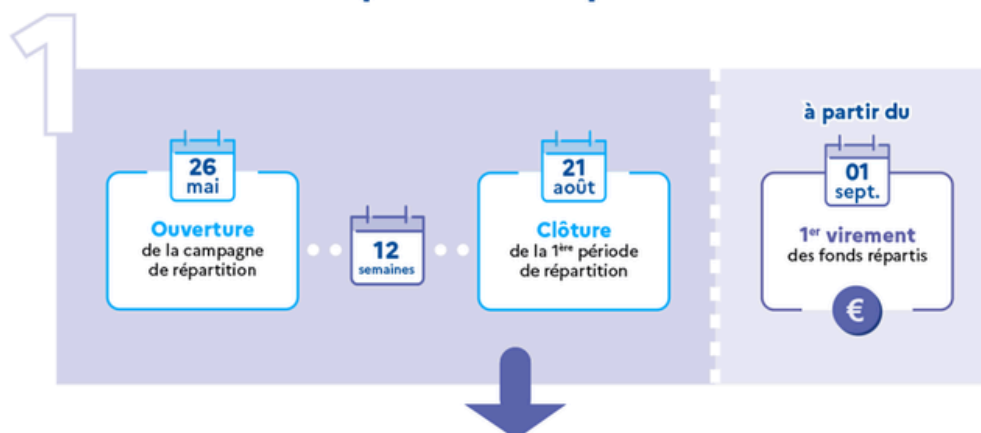 1
26
mai
Ouverture
de la campagne
de répartition
12
semaines
21
août
Clôture
de la 1ère période
de répartition
à partir du
01
sept.
1er virement
des fonds répartis
€